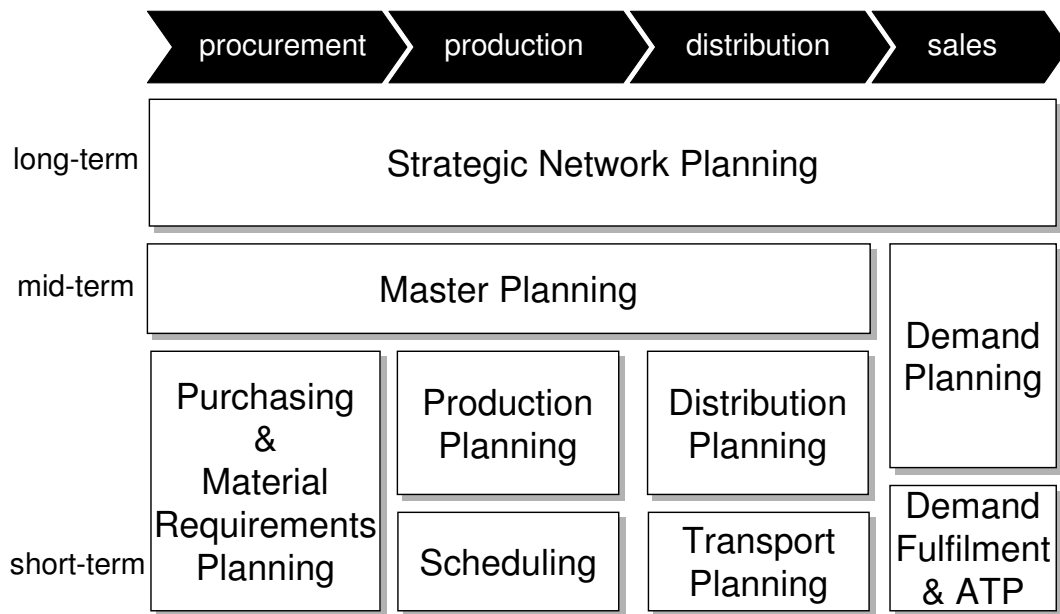 procurement
production
distribution
sales
long-term
Strategic Network Planning
mid-term
Master Planning
Demand
Planning
Purchasing
&
Material
Requirements
Planning
Production
Planning
Distribution
Planning
short-term
Scheduling
Transport
Planning
Demand
Fulfilment
& ATP